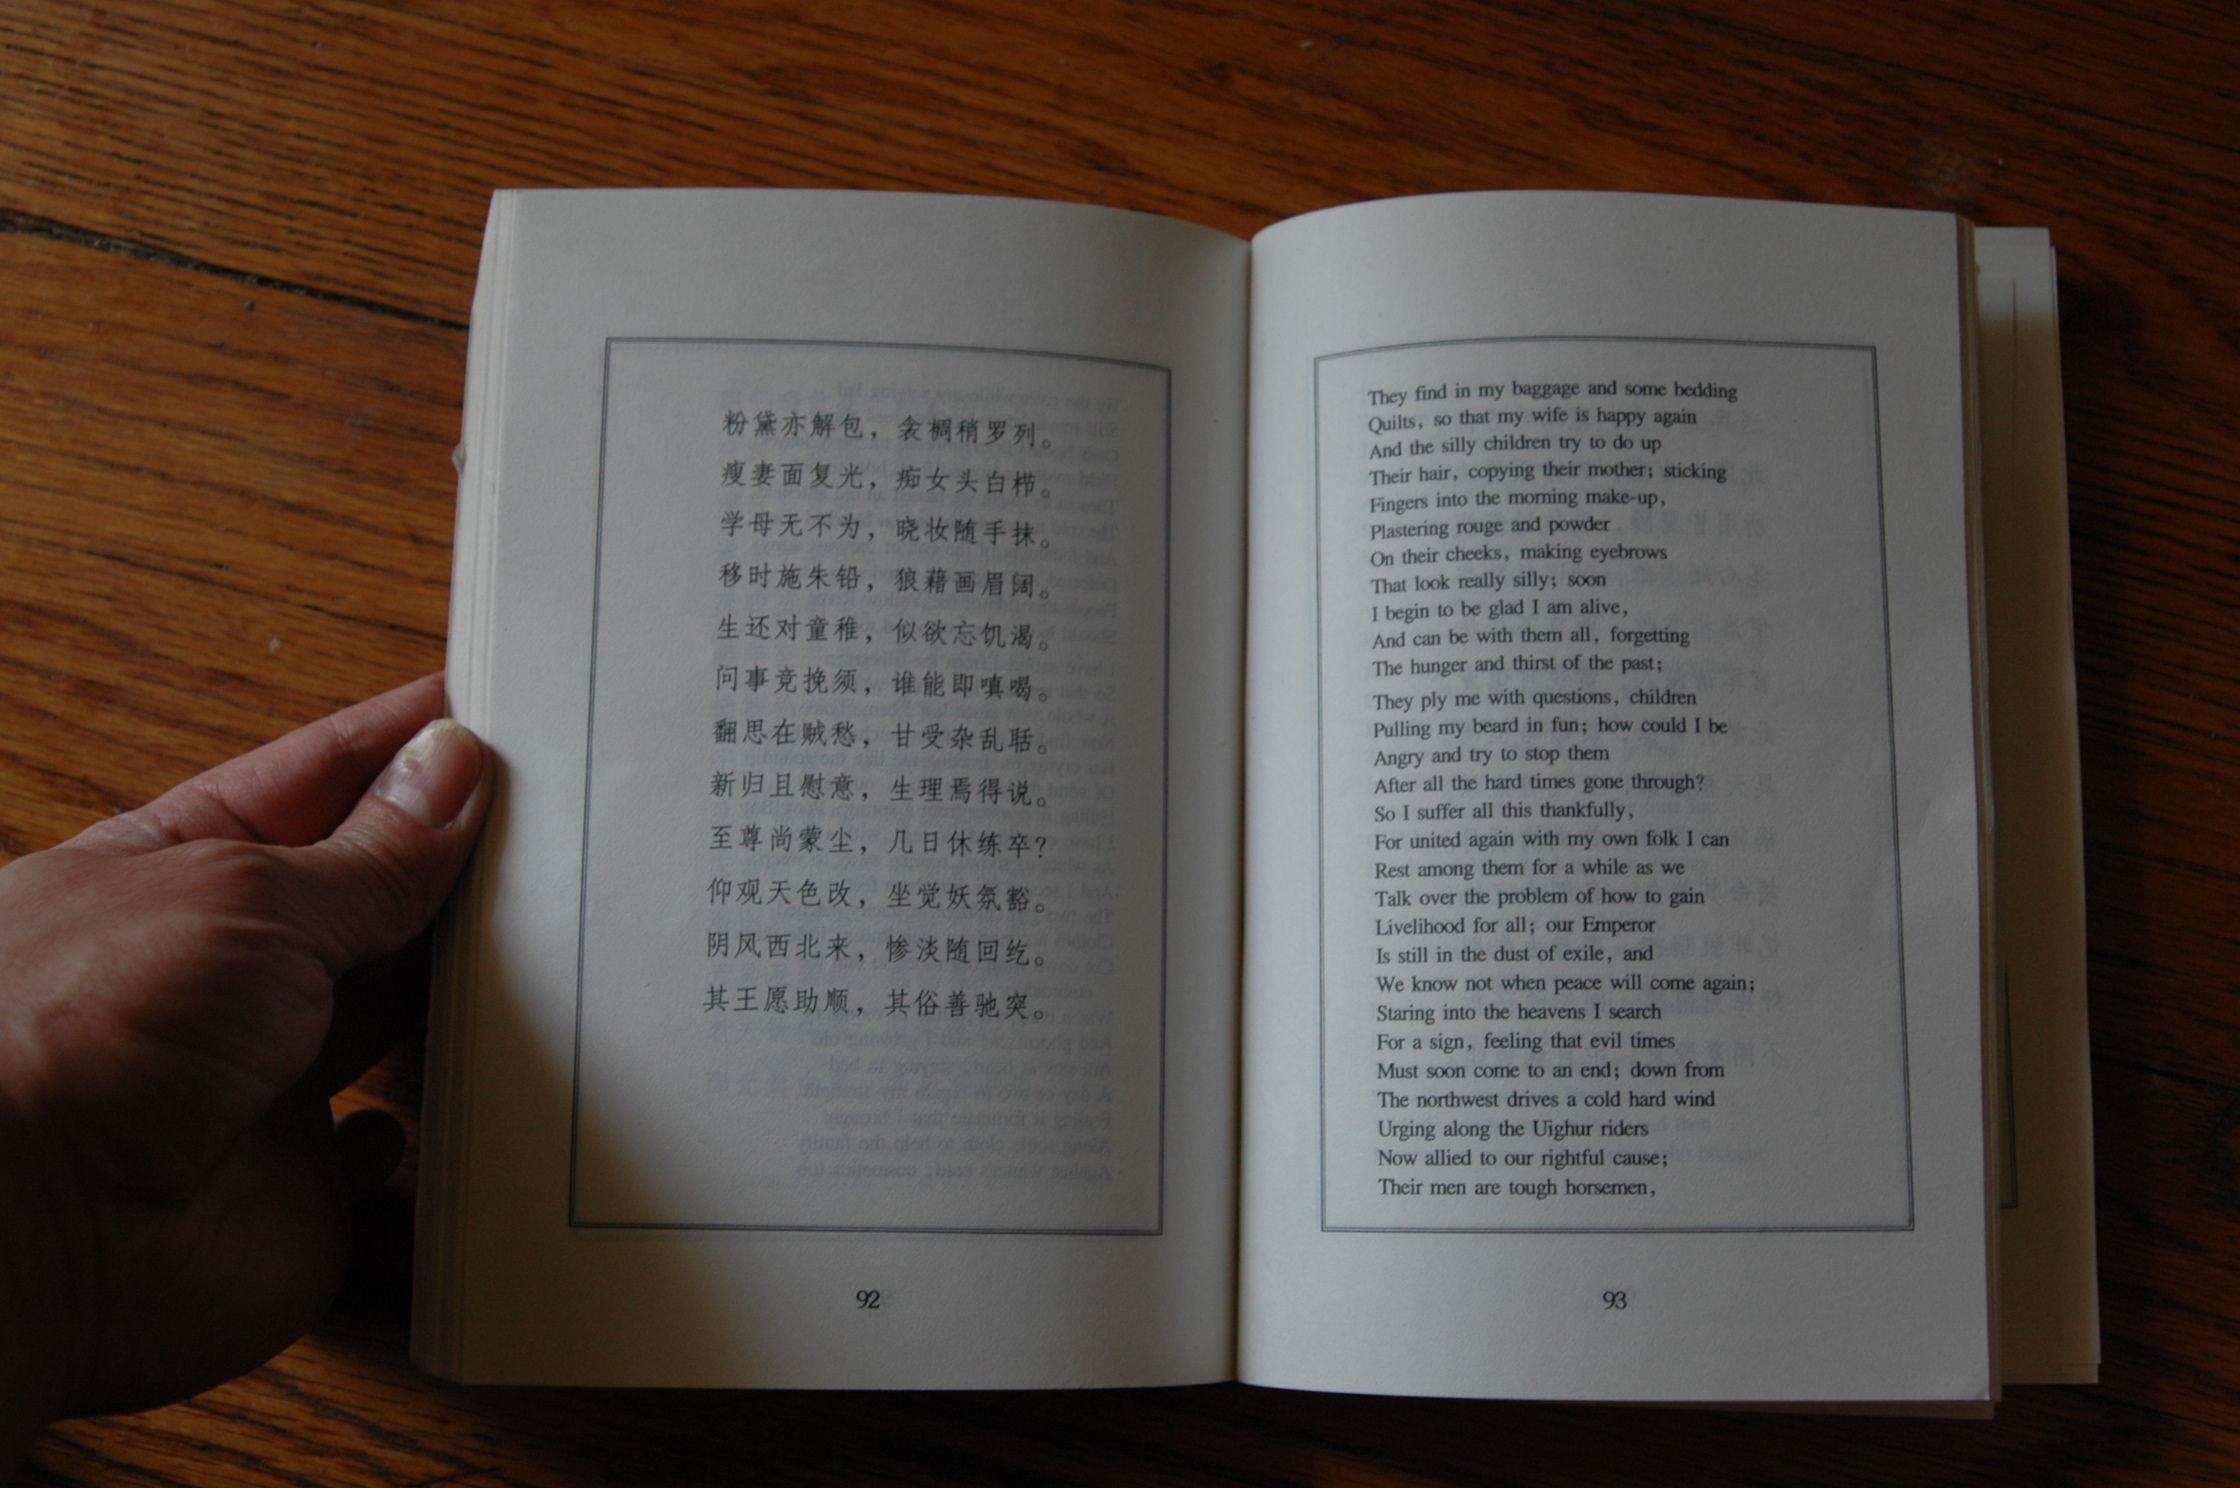 粉黛亦解包，衾裯稍罗列。
瘦妻面复光，痴女头自栉。
学母无不为，晓妆随手抹。
移时施朱铅，狼藉画眉阔。
生还对童稚，似欲忘饥渴。
问事竞挽须，谁能即嗔喝。
翻思在贼愁，甘受杂乱聒。
新归且慰意，生理焉得说。
至尊尚蒙尘，几日休练卒？
仰观天色改，坐觉妖氛豁。
阴风西北来，惨淡随回纥。
其王愿助顺，其俗善驰突。
92
They find in my baggage and some bedding
Quilts, so that my wife is happy again
And the silly children try to do up
Their hair, copying their mother; sticking
Fingers into the morning make-up,
Plastering rouge and powder
On their cheeks, making eyebrows
That look really silly; soon
I begin to be glad I am alive,
And can be with them all, forgetting
The hunger and thirst of the past;
They ply me with questions, children
Pulling my beard in fun; how could I be
Angry and try to stop them
After all the hard times gone through?
So I suffer all this thankfully,
For united again with my own folk I can
Rest among them for a while as we
Talk over the problem of how to gain
Livelihood for all; our Emperor
Is still in the dust of exile, and
We know not when peace will come again;
Staring into the heavens I search
For a sign, feeling that evil times
Must soon come to an end; down from
The northwest drives a cold hard wind
Urging along the Uighur riders
Now allied to our rightful cause;
Their men are tough horsemen,
93